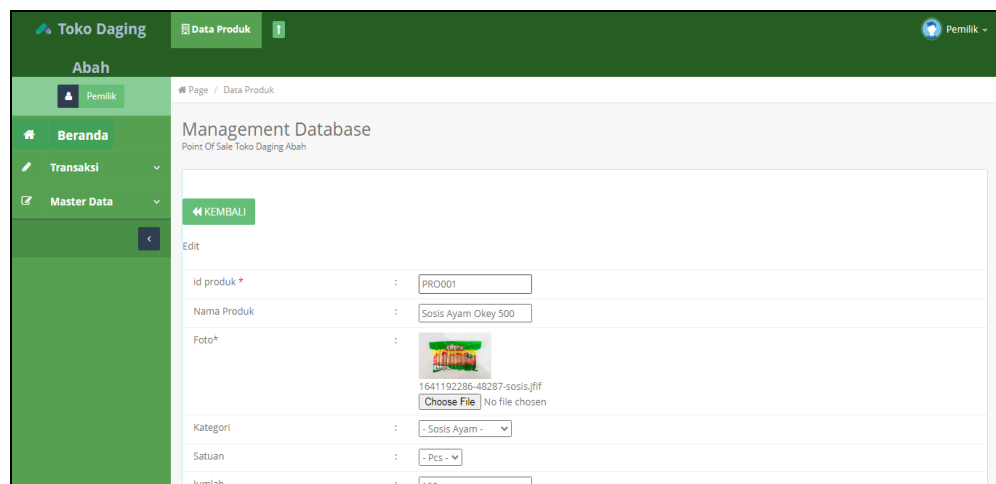 Toko Daging Abah
Data Produk
Pemilik
Pemilik
Page / Data Produk
Beranda
Transaksi
Master Data
Management Database
Point Of Sale Toko Daging Abah
KEMBALI
Edit
id produk * : PRO001
Nama Produk : Sosis Ayam Okey 500
Foto* :
1641192286-48287-sosis.jfif
Choose File No file chosen
Kategori : - Sosis Ayam -
Satuan : - Pcs -
Jumlah :